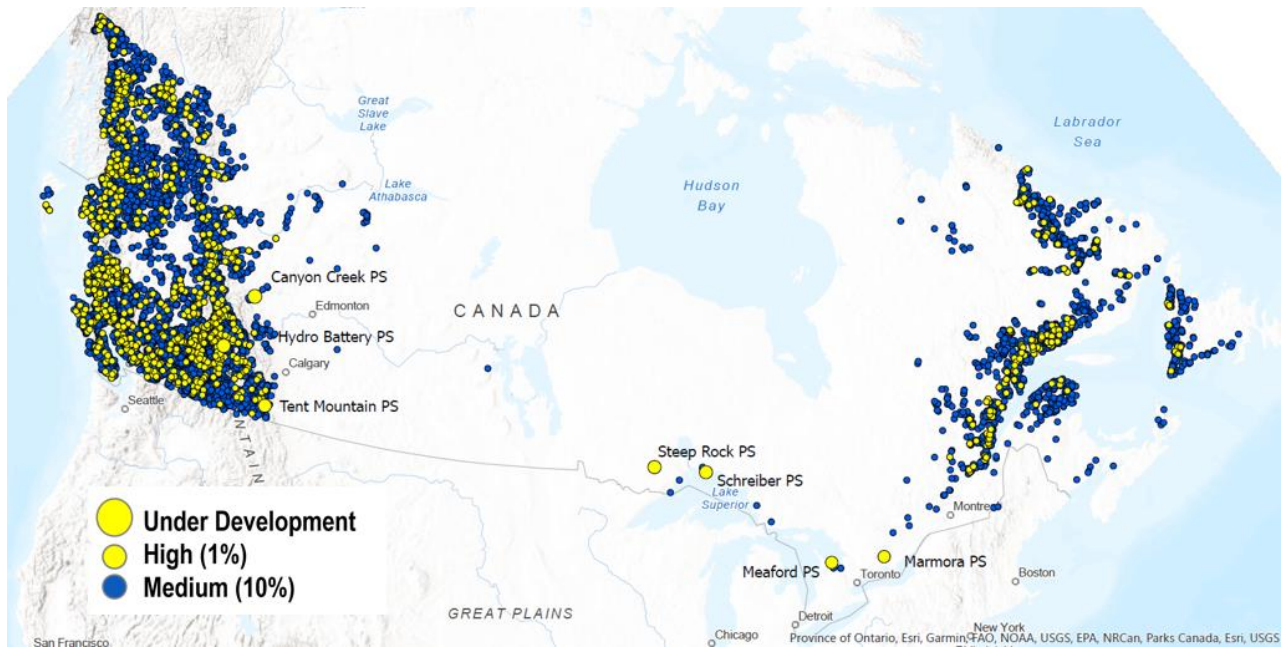 Great
Slave
Lake
Labrador
Sea
Lake
Athabasca
Hudson
Bay
Canyon Creek PS
Edmonton
CANADA
Hydro Battery PS
Calgary
Tent Mountain PS
Seattle
NTAIN
Steep Rock PS
Schreiber PS
Lake
Superior
Montreal
Under Development
High (1%)
Medium (10%)
Meaford PS
Toronto
Marmora PS
Boston
GREAT PLAINS
Detroit
New York
Chicago
San Francisco
Province of Ontario, Esri, Garmin, FAO, NOAA, USGS, EPA, NRCan, Parks Canada, Esri, USGS